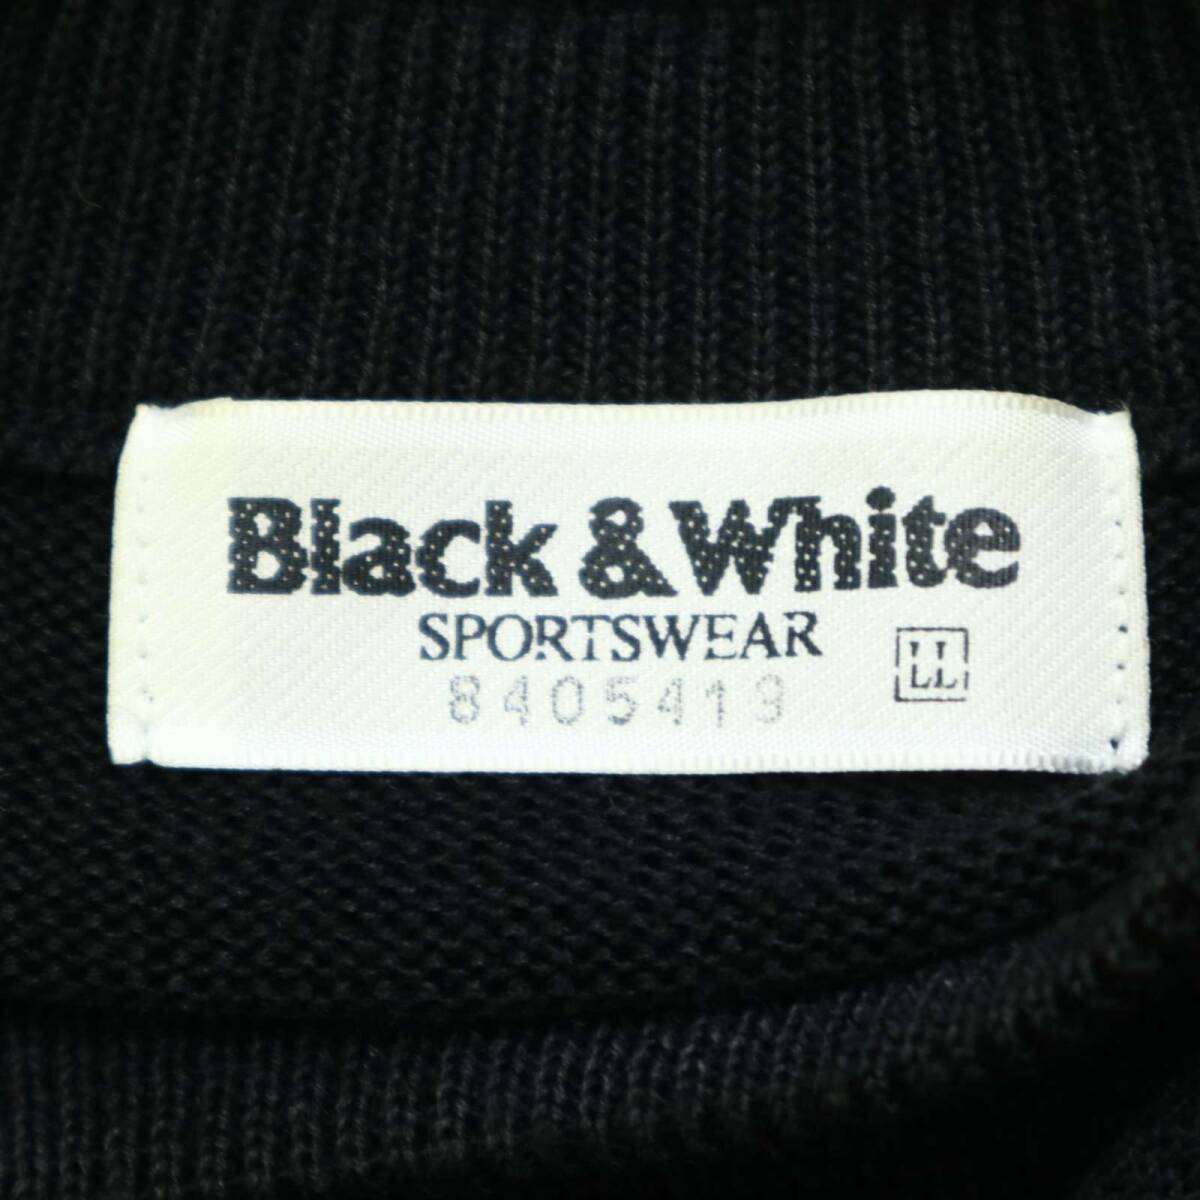 Black & White
SPORTSWEAR
8405419
LL